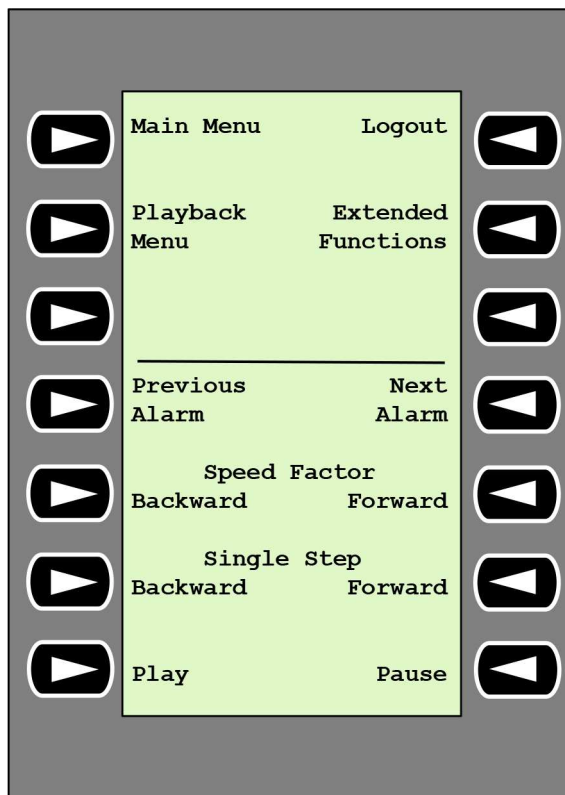 Main Menu Logout
Playback Extended
Menu Functions
Previous Next
Alarm Alarm
Speed Factor
Backward Forward
Single Step
Backward Forward
Play Pause